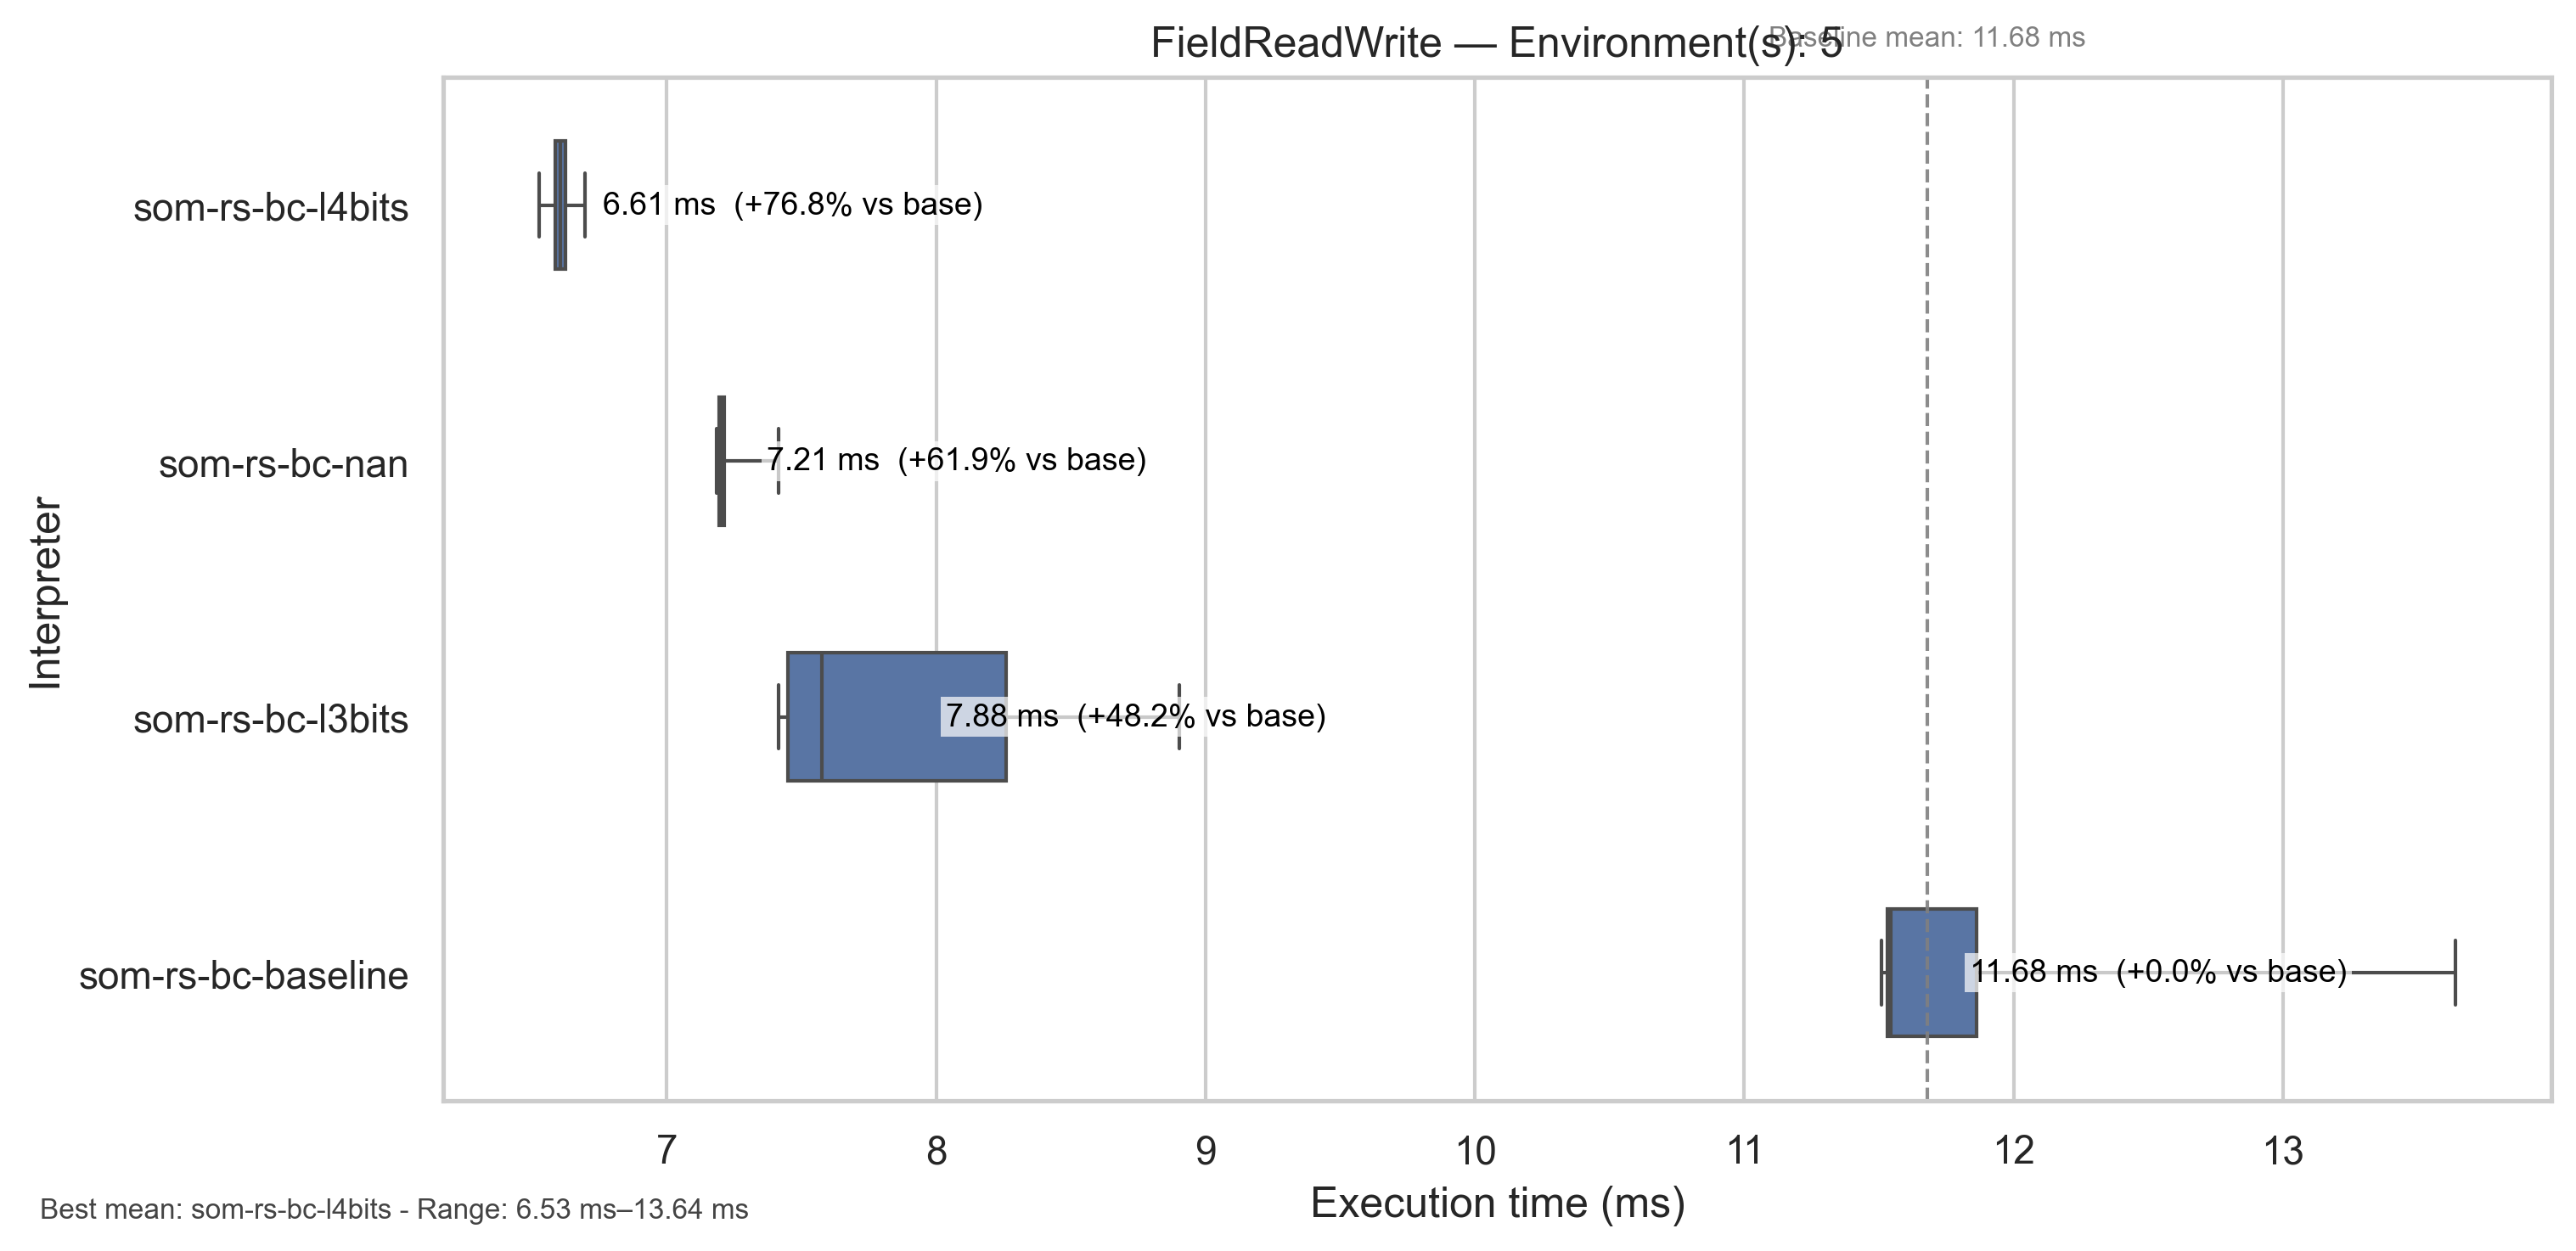 FieldReadWrite — Environment(s): 5
Baseline mean: 11.68 ms
Interpreter
som-rs-bc-l4bits
6.61 ms (+76.8% vs base)
som-rs-bc-nan
7.21 ms (+61.9% vs base)
som-rs-bc-l3bits
7.88 ms (+48.2% vs base)
som-rs-bc-baseline
11.68 ms (+0.0% vs base)
7 8 9 10 11 12 13
Execution time (ms)
Best mean: som-rs-bc-l4bits - Range: 6.53 ms–13.64 ms